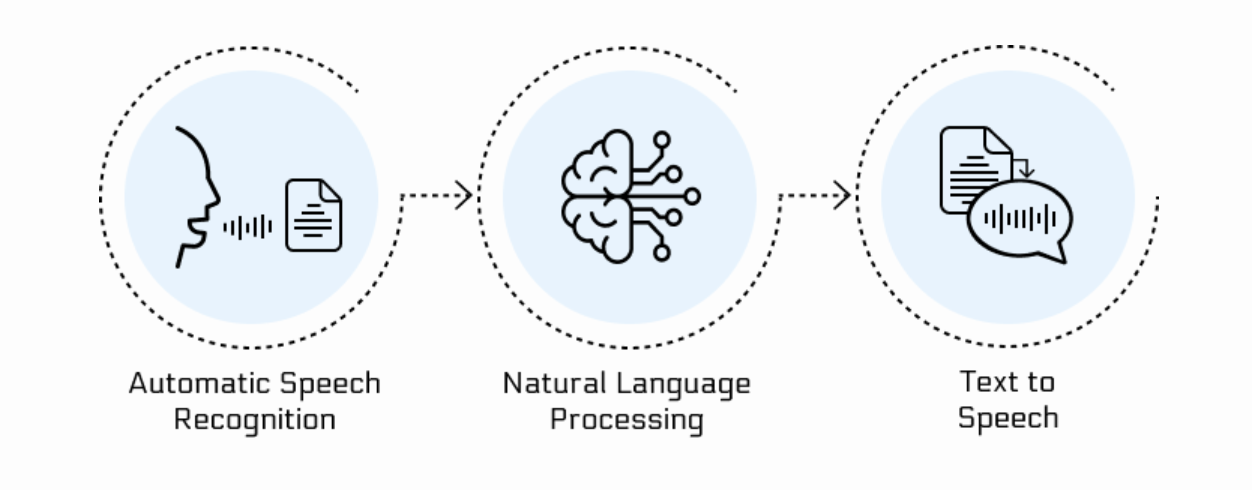 Automatic Speech
Recognition
Natural Language
Processing
Text to
Speech